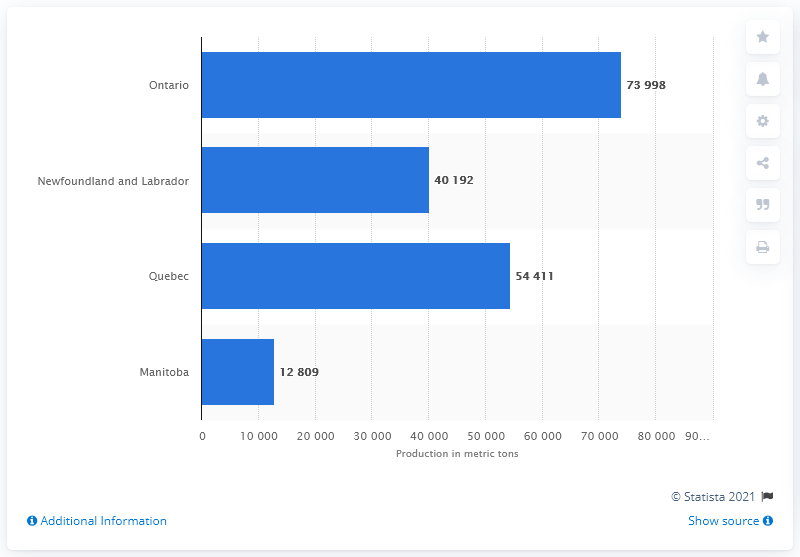 Ontario
73 998
Newfoundland and Labrador
40 192
Quebec
54 411
Manitoba
12 809
0 10 000 20 000 30 000 40 000 50 000 60 000 70 000 80 000 90...
Production in metric tons
© Statista 2021
Additional Information
Show source